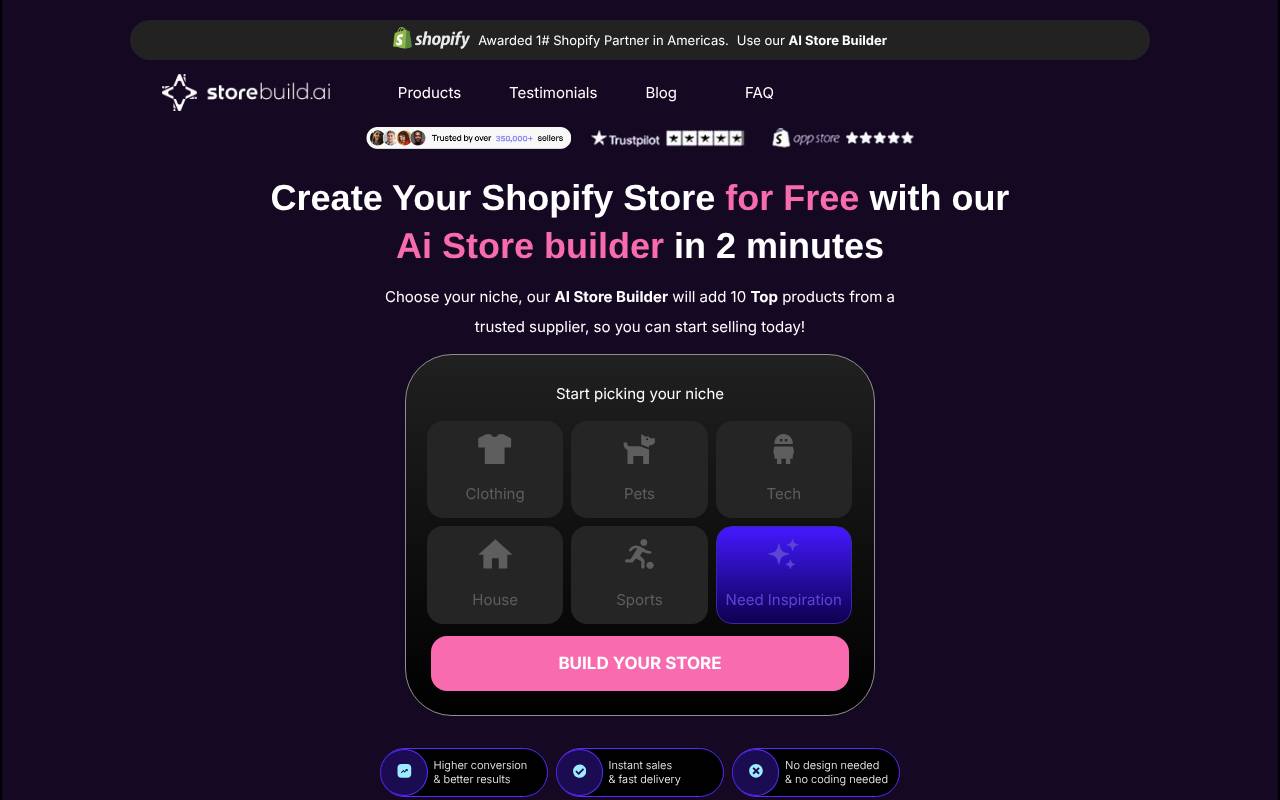 shopify Awarded 1# Shopify Partner in Americas. Use our AI Store Builder
storebuild.ai Products Testimonials Blog FAQ
Trusted by over 350,000+ sellers Trustpilot app store
Create Your Shopify Store for Free with our
Ai Store builder in 2 minutes
Choose your niche, our AI Store Builder will add 10 Top products from a
trusted supplier, so you can start selling today!
Start picking your niche
Clothing Pets Tech
House Sports Need Inspiration
BUILD YOUR STORE
Higher conversion
& better results
Instant sales
& fast delivery
No design needed
& no coding needed